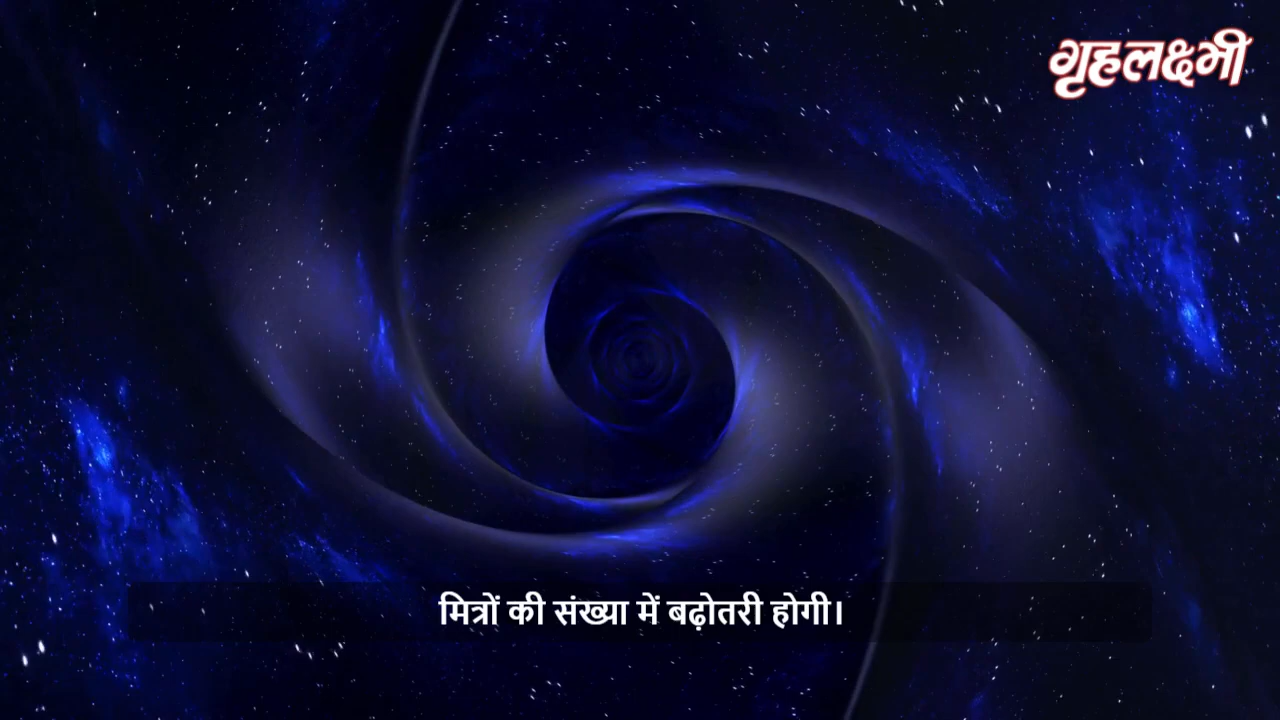 गृहलक्ष्मी
मित्रों की संख्या में बढ़ोतरी होगी।